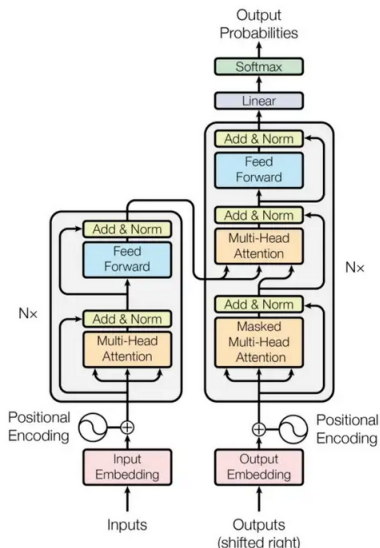 Output
Probabilities
Softmax
Linear
Add & Norm
Feed
Forward
Add & Norm
Multi-Head
Attention
Add & Norm
Masked
Multi-Head
Attention
Nx
Add & Norm
Feed
Forward
Add & Norm
Multi-Head
Attention
Nx
Positional
Encoding
Positional
Encoding
Input
Embedding
Output
Embedding
Inputs
Outputs
(shifted right)